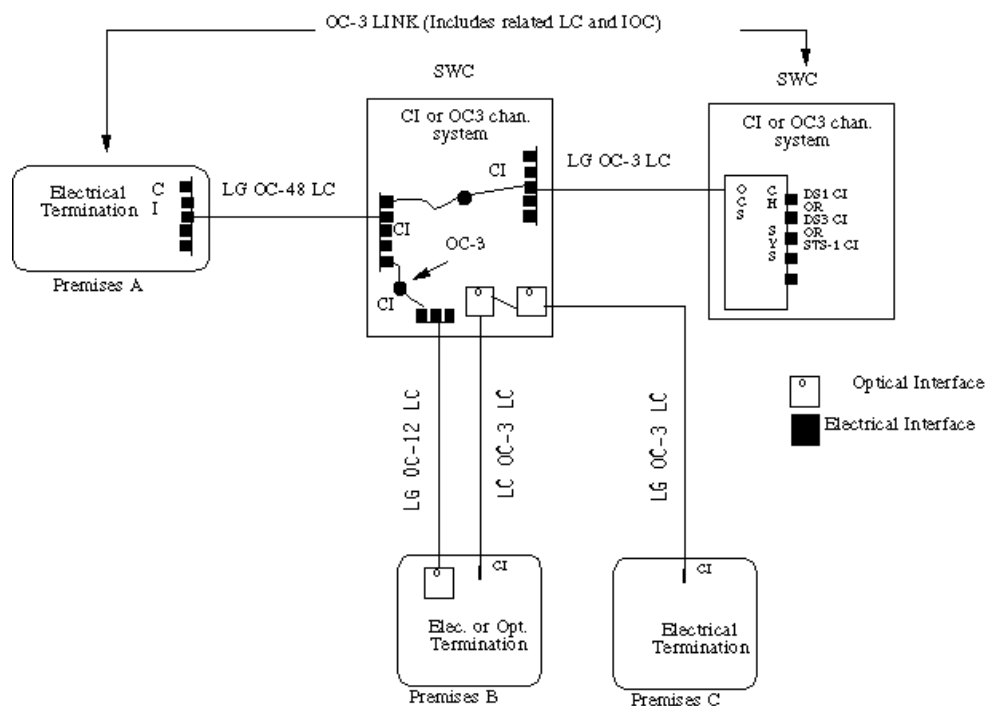 OC-3 LINK (Includes related LC and IOC)
SWC
SWC
CI or OC3 chan.
system
CI or OC3 chan.
system
CI
LG OC-3 LC
Electrical
Termination
C
I
LG OC-48 LC
CI
OC-3
CI
Premises A
O
C
S
C
H
S
Y
S
DS1 CI
OR
DS3 CI
OR
STS-1 CI
Optical Interface
Electrical Interface
LG OC-12 LC
LC OC-3 LC
LG OC-3 LC
CI
CI
Elec. or Opt.
Termination
Electrical
Termination
Premises B
Premises C